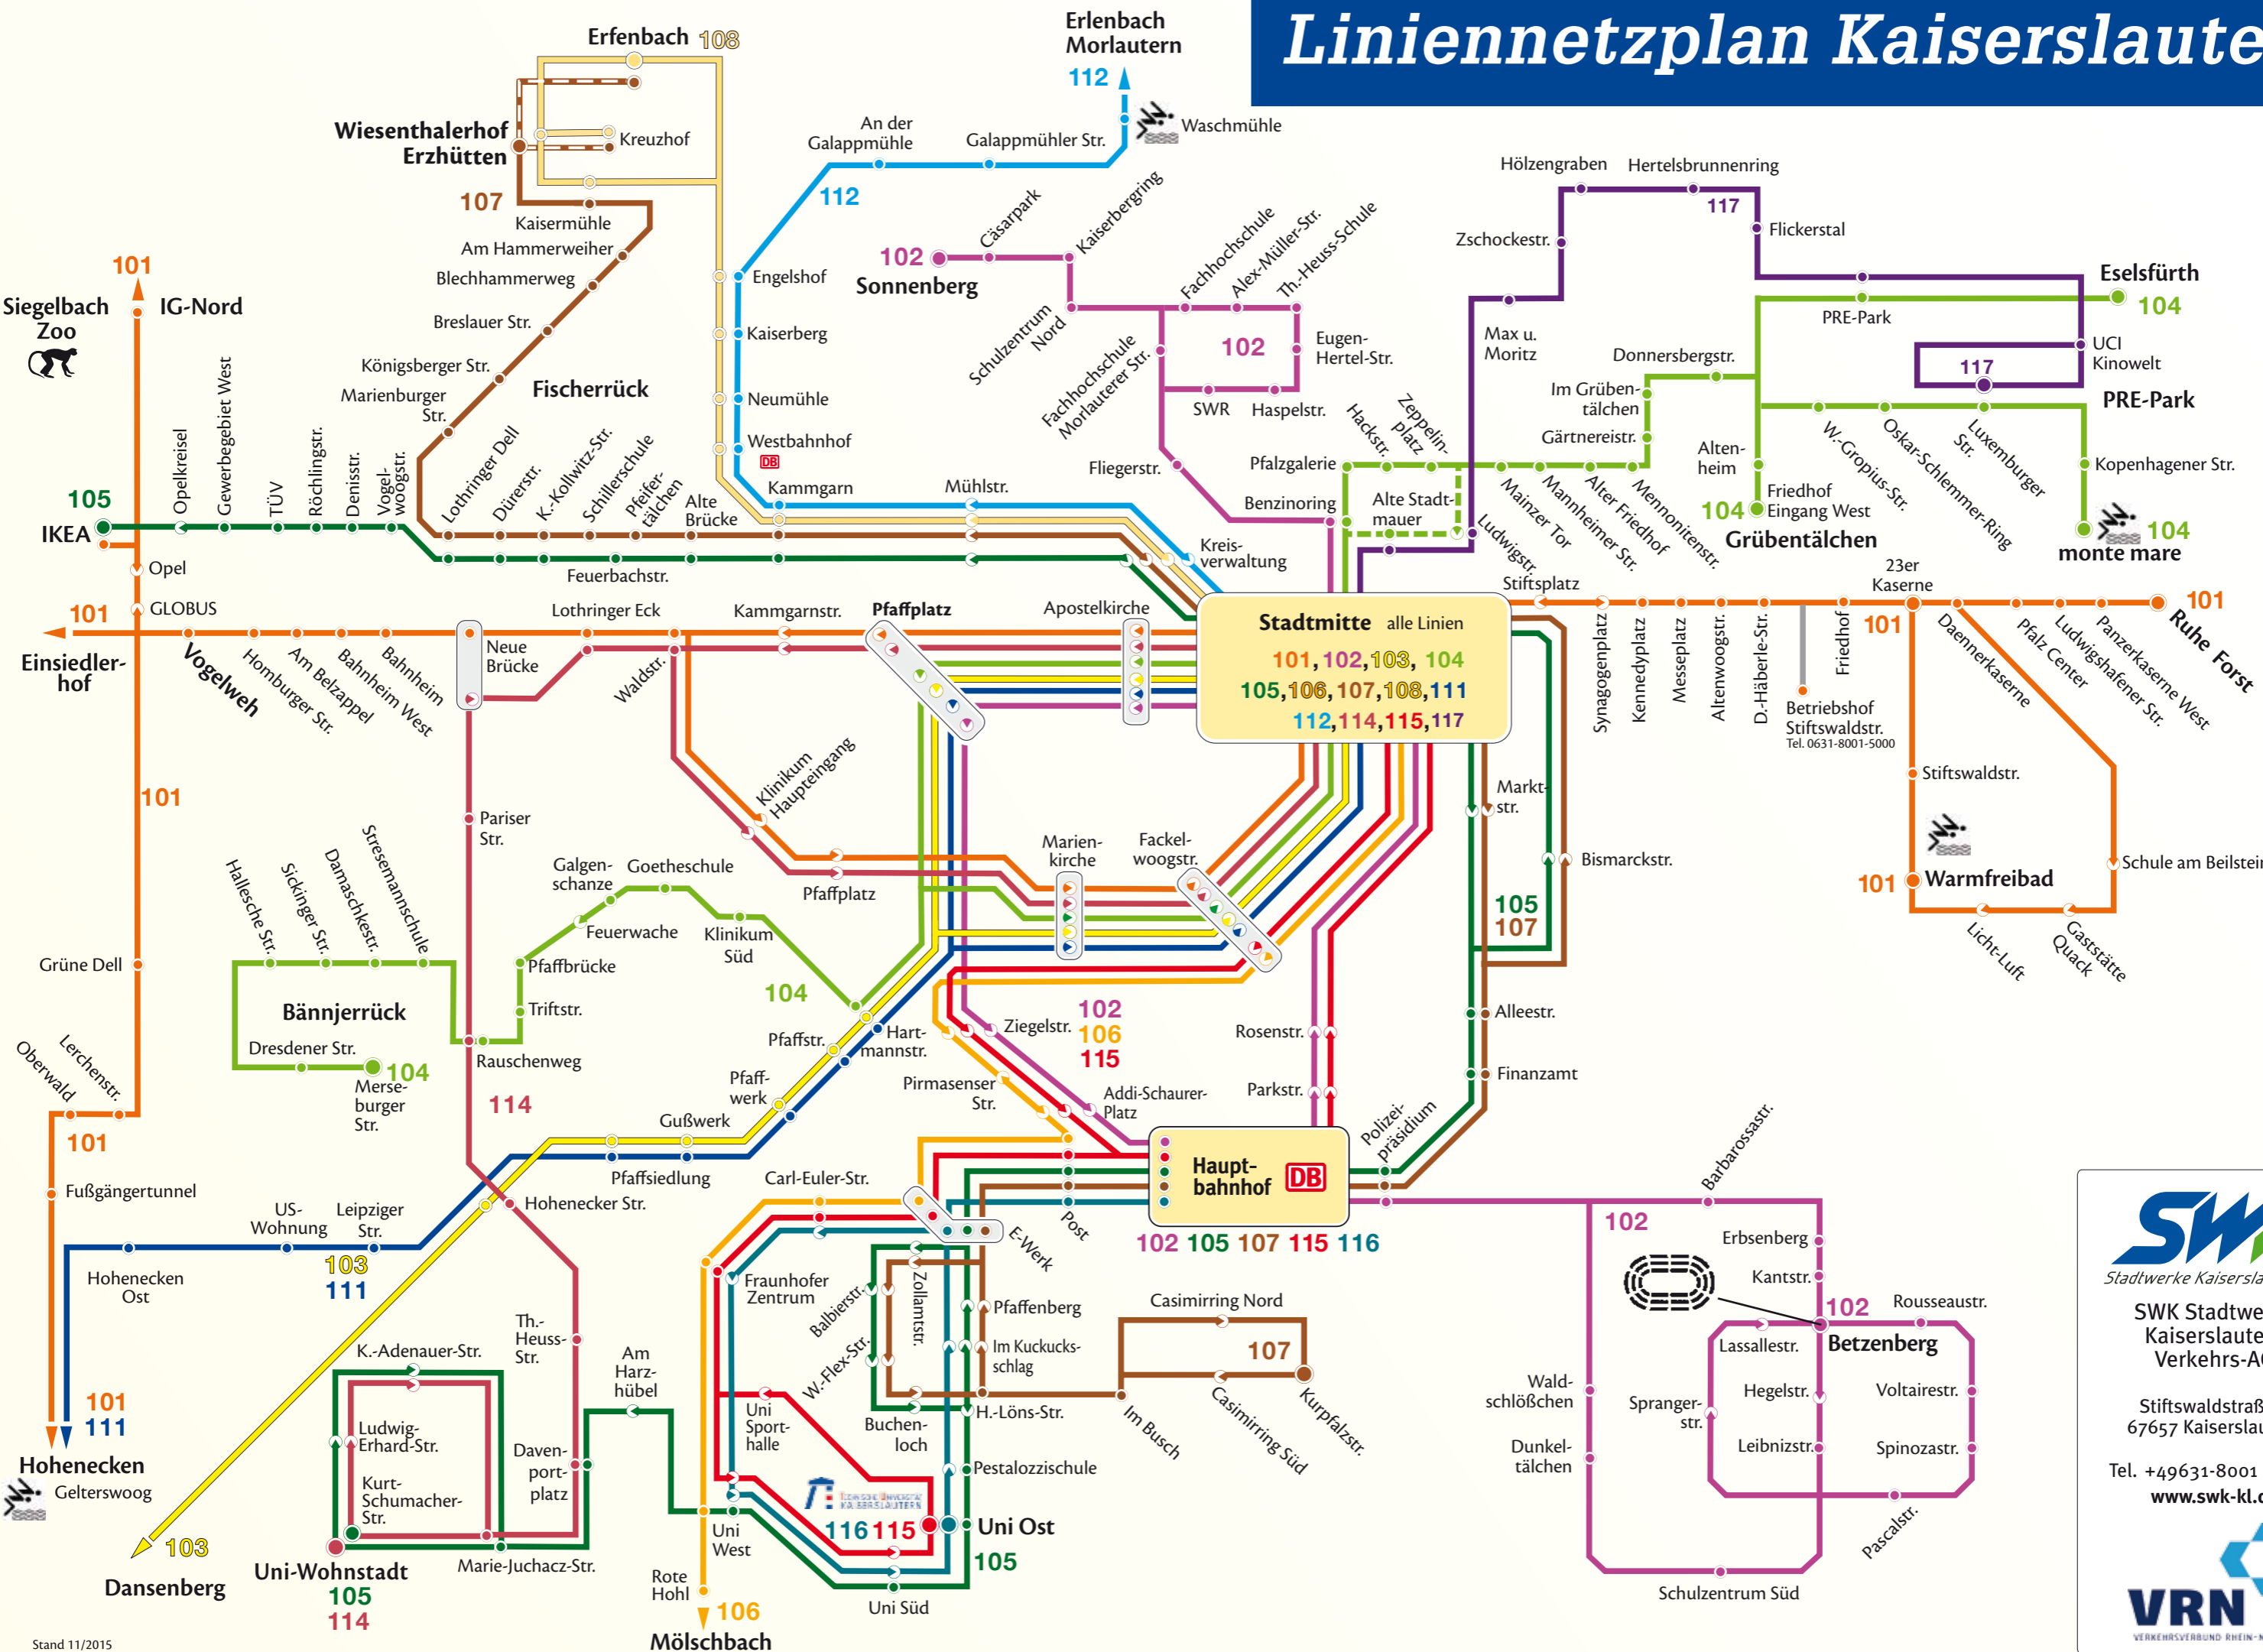 Liniennetzplan Kaiserslaute
Erfenbach 108
Erlenbach
Morlautern
112
Waschmühle
An der
Galappmühle
Galappmühler Str.
112
Wiesenthalerhof
Erzhütten
Kreuzhof
107
Kaisermühle
Am Hammerweiher
Blechhammerweg
Breslauer Str.
Königsberger Str.
Marienburger
Str.
Fischerrück
Engelshof
Kaiserberg
Neumühle
Westbahnhof
DB
Kammgarn
Mühlstr.
Kreis-
verwaltung
102
Sonnenberg
Cäsarpark
Kaiserbergring
Schulzentrum
Nord
Fachhochschule
Alex-Müller-Str.
Th.-Heuss-Schule
102
Eugen-
Hertel-Str.
Fachhochschule
Morlauterer Str.
SWR
Haspelstr.
Fliegerstr.
Benzinoring
Hölzengraben
Hertelsbrunnenring
117
Zschockestr.
Flickerstal
Max u.
Moritz
Eselsfürth
104
PRE-Park
UCI
Kinowelt
117
PRE-Park
Donnersbergstr.
Im Grüben-
tälchen
Gärtnereistr.
Hackstr.
Zeppelin-
platz
Pfalzgalerie
Alte Stadt-
mauer
Ludwigstr.
Mainzer Tor
Mannheimer Str.
Alter Friedhof
Mennonitenstr.
Alten-
heim
104
Friedhof
Eingang West
Grübentälchen
W.-Gropius-Str.
Oskar-Schlemmer-Ring
Luxemburger
Str.
Kopenhagener Str.
104
monte mare
101
Siegelbach
Zoo
IG-Nord
105
IKEA
Opelkreisel
Gewerbegebiet West
TÜV
Röchlingstr.
Denisstr.
Vogel-
woogstr.
Lothringer Dell
Dürerstr.
K.-Kollwitz-Str.
Schillerschule
Pfeifer-
tälchen
Alte
Brücke
Feuerbachstr.
Opel
GLOBUS
101
Einsiedler-
hof
Vogelweh
Homburger Str.
Am Belzappel
Bahnheim West
Bahnheim
Neue
Brücke
Lothringer Eck
Waldstr.
Kammgarnstr.
Pfaffplatz
Apostelkirche
Stadtmitte alle Linien
101, 102, 103, 104
105, 106, 107, 108, 111
112, 114, 115, 117
Stiftsplatz
Synagogenplatz
Kennedyplatz
Messeplatz
Altenwoogstr.
D.-Häberle-Str.
Betriebshof
Stiftswaldstr.
Tel. 0631-8001-5000
Friedhof
23er
Kaserne
101
Daennerkaserne
Pfalz Center
Ludwigshafener Str.
Panzerkaserne West
101
Ruhe Forst
Stiftswaldstr.
101
Warmfreibad
Schule am Beilstein
Licht-Luft
Gaststätte
Quack
101
Pariser
Str.
Klinikum
Haupteingang
Pfaffplatz
Marien-
kirche
Fackel-
woogstr.
Markt-
str.
Bismarckstr.
105
107
Hallesche Str.
Sickinger Str.
Damaschkestr.
Stresemannschule
Bännjerrück
Dresdener Str.
104
Merse-
burger
Str.
Galgen-
schanze
Goetheschule
Feuerwache
Klinikum
Süd
Pfaffbrücke
Triftstr.
Rauschenweg
104
114
Grüne Dell
Oberwald
Lerchenstr.
101
Fußgängertunnel
Pfaffstr.
Hart-
mannstr.
Pfaff-
werk
Gußwerk
Pfaffsiedlung
102
106
115
Ziegelstr.
Pirmasenser
Str.
Addi-Schaurer-
Platz
Rosenstr.
Parkstr.
Alleestr.
Finanzamt
Polizei-
präsidium
Haupt-
bahnhof
DB
102 105 107 115 116
Post
E-Werk
Carl-Euler-Str.
Hohenecker Str.
US-
Wohnung
Leipziger
Str.
103
111
Hohenecken
Ost
101
111
Hohenecken
Gelterswoog
103
Dansenberg
K.-Adenauer-Str.
Ludwig-
Erhard-Str.
Kurt-
Schumacher-
Str.
Uni-Wohnstadt
105
114
Marie-Juchacz-Str.
Th.-
Heuss-
Str.
Daven-
port-
platz
Am
Harz-
hübel
Uni
West
Rote
Hohl
106
Mölschbach
Fraunhofer
Zentrum
Balbierstr.
Zollamtstr.
W.-Flex-Str.
Buchen-
loch
Pfaffenberg
Im Kuckucks-
schlag
H.-Löns-Str.
Pestalozzischule
Uni
Sport-
halle
TECHNISCHE UNIVERSITÄT
KAISERSLAUTERN
116 115
Uni Ost
105
Uni Süd
Casimirring Nord
107
Im Busch
Casimirring Süd
Kurpfalzstr.
Barbarossastr.
102
Erbsenberg
Kantstr.
102
Rousseaustr.
Lassallestr.
Betzenberg
Wald-
schlößchen
Spranger-
str.
Hegelstr.
Voltairestr.
Dunkel-
tälchen
Leibnizstr.
Spinozastr.
Pascalstr.
Schulzentrum Süd
SW
Stadtwerke Kaisersla
SWK Stadtwe
Kaiserslaute
Verkehrs-A
Stiftswaldstraß
67657 Kaiserslau
Tel. +49631-8001
www.swk-kl.
VRN
VERKEHRSVERBUND RHEIN-N
Stand 11/2015